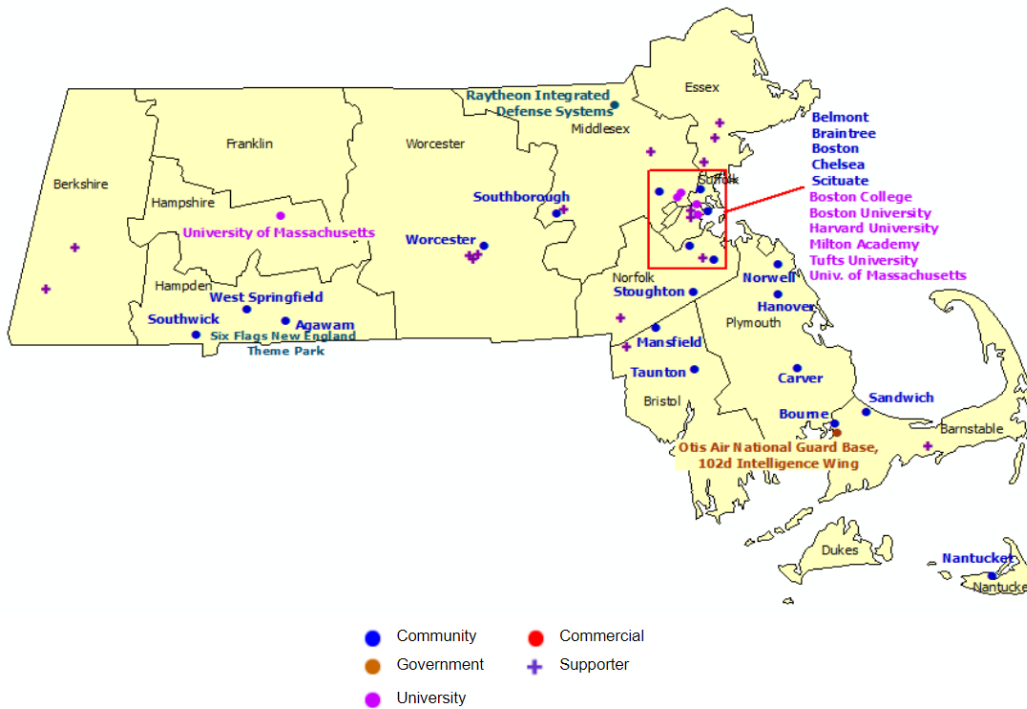 Essex
Raytheon Integrated
Defense Systems
Middlesex
Belmont
Braintree
Boston
Chelsea
Scituate
Boston College
Boston University
Harvard University
Milton Academy
Tufts University
Univ. of Massachusetts
Franklin
Worcester
Berkshire
Suffolk
Hampshire
Southborough
University of Massachusetts
Worcester
Norfolk
Norwell
Hampden
Stoughton
Hanover
West Springfield
Southwick
Agawam
Plymouth
Six Flags New England
Theme Park
Mansfield
Taunton
Carver
Bristol
Sandwich
Bourne
Barnstable
Otis Air National Guard Base,
102d Intelligence Wing
Dukes
Nantucket
Nantucke
Community
Commercial
Government
Supporter
University